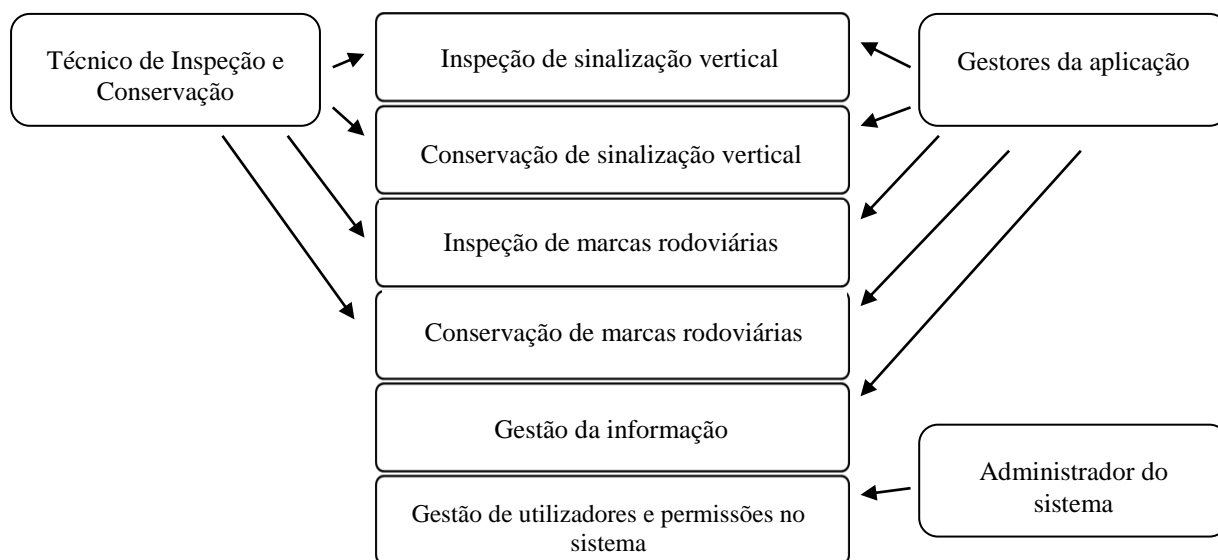 Técnico de Inspeção e
Conservação
Inspeção de sinalização vertical
Gestores da aplicação
Conservação de sinalização vertical
Inspeção de marcas rodoviárias
Conservação de marcas rodoviárias
Gestão da informação
Administrador do
sistema
Gestão de utilizadores e permissões no
sistema